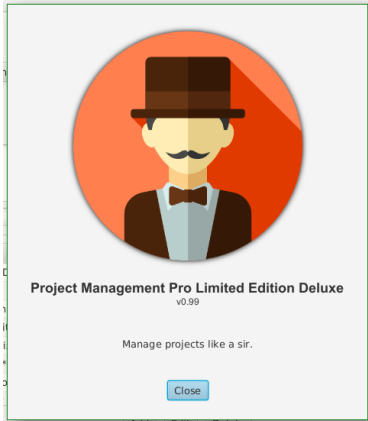 Project Management Pro Limited Edition Deluxe
v0.99
Manage projects like a sir.
Close